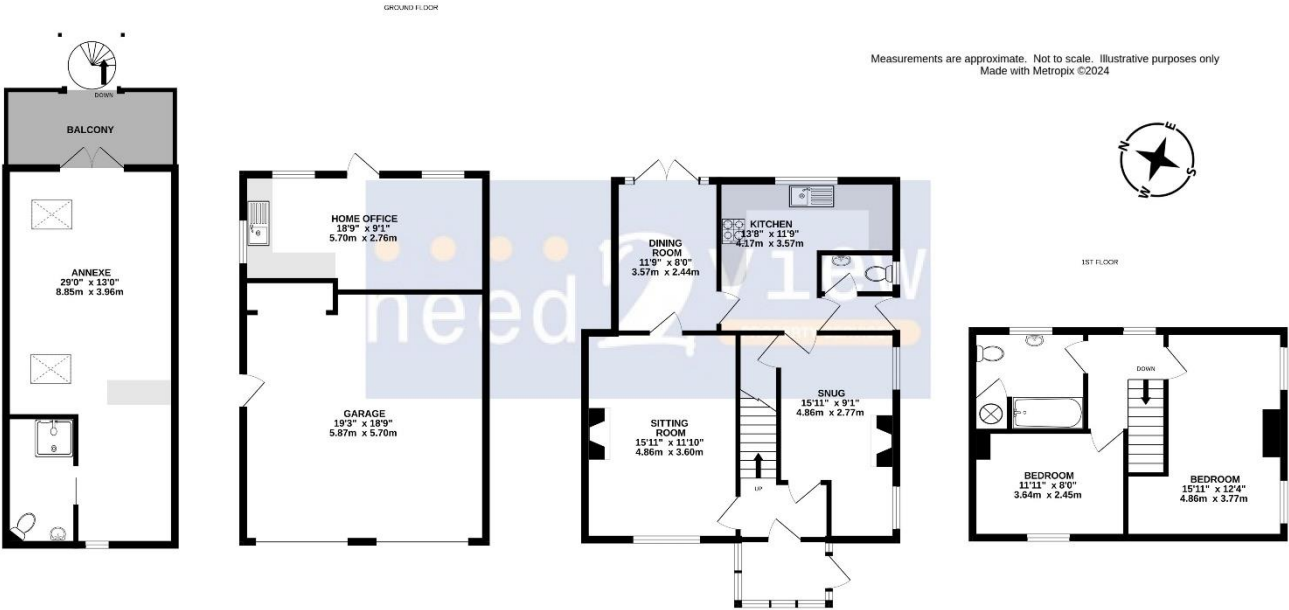 GROUND FLOOR
Measurements are approximate. Not to scale. Illustrative purposes only
Made with Metropix ©2024
DOWN
BALCONY
N
E
S
W
HOME OFFICE
18'9" x 9'1"
5.70m x 2.76m
KITCHEN
13'8" x 11'9"
4.17m x 3.57m
DINING
ROOM
11'9" x 8'0"
3.57m x 2.44m
need 2 view
1ST FLOOR
ANNEXE
29'0" x 13'0"
8.85m x 3.96m
GARAGE
19'3" x 18'9"
5.87m x 5.70m
SITTING
ROOM
15'11" x 11'10"
4.86m x 3.60m
SNUG
15'11" x 9'1"
4.86m x 2.77m
UP
DOWN
BEDROOM
11'11" x 8'0"
3.64m x 2.45m
BEDROOM
15'11" x 12'4"
4.86m x 3.77m